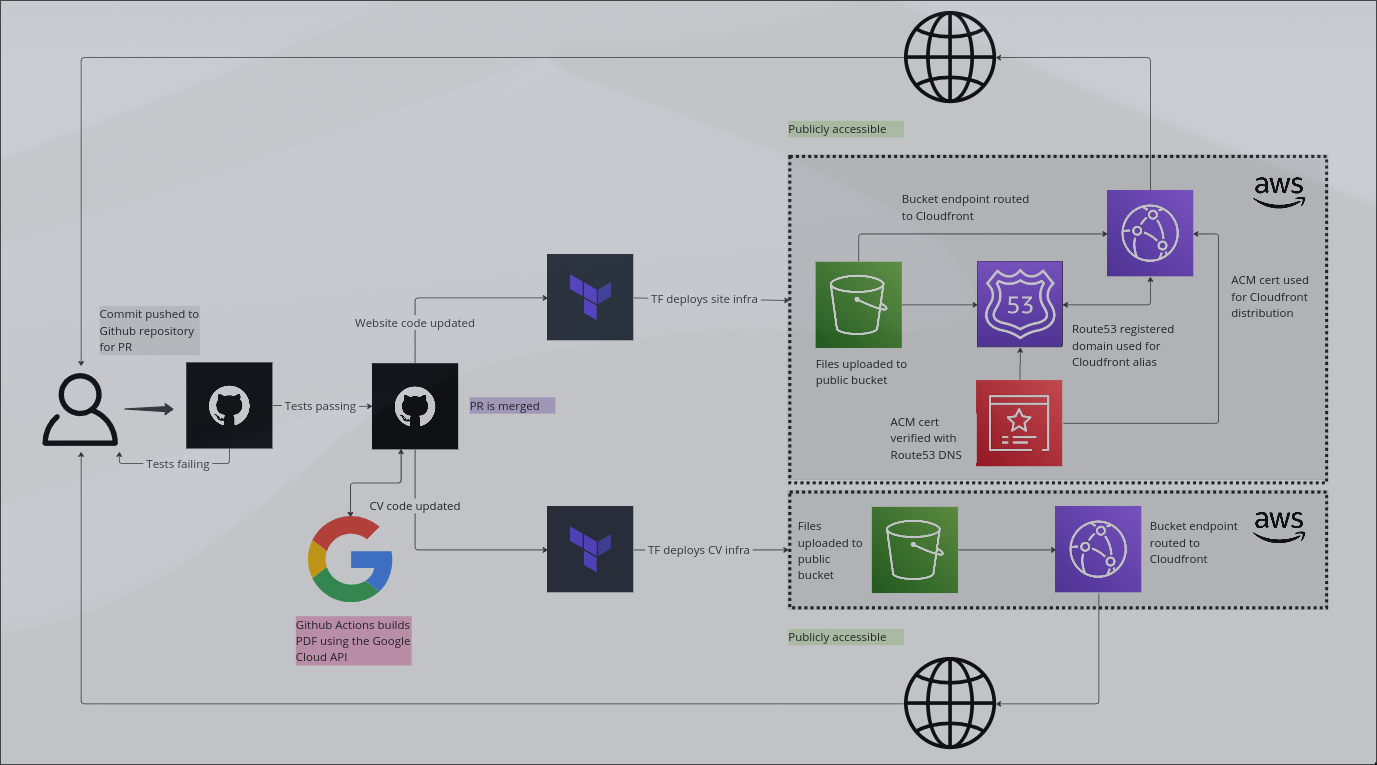 Publicly accessible
aws
Bucket endpoint routed
to Cloudfront
ACM cert used
for Cloudfront
distribution
53
Commit pushed to
Github repository
for PR
Website code updated
TF deploys site infra
Route53 registered
domain used for
Cloudfront alias
Files uploaded to
public bucket
Tests passing
PR is merged
ACM cert
verified with
Route53 DNS
Tests failing
CV code updated
TF deploys CV infra
Files
uploaded to
public
bucket
Bucket endpoint
routed to
Cloudfront
aws
Github Actions builds
PDF using the Google
Cloud API
Publicly accessible